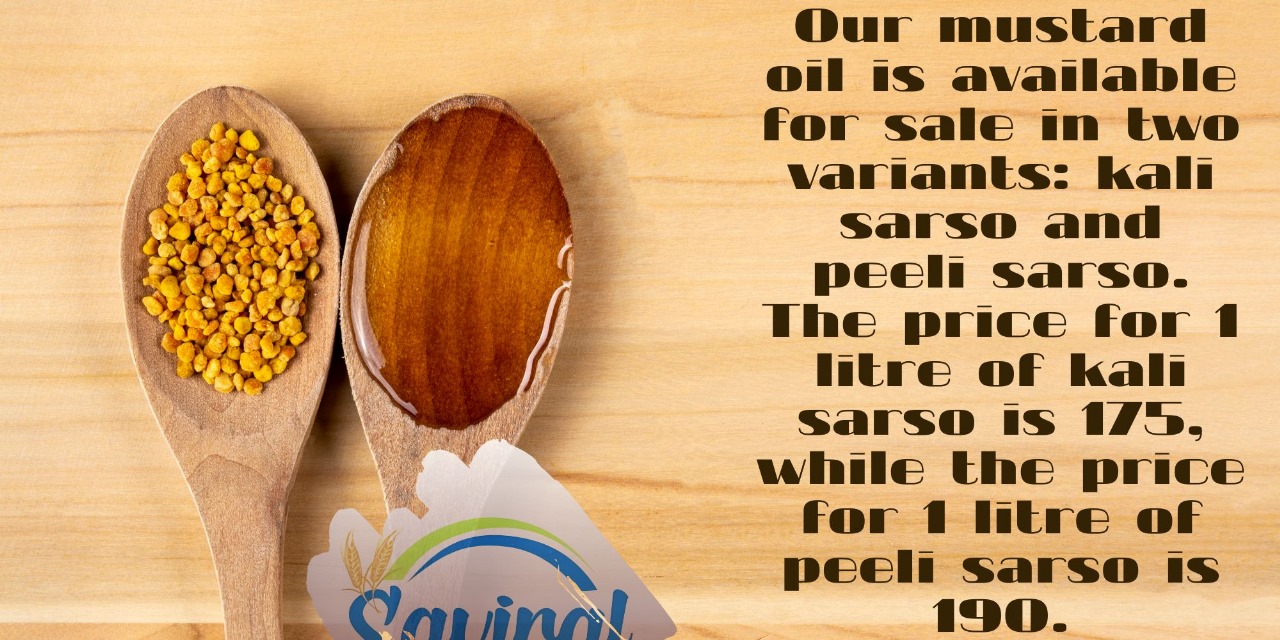 Our mustard
oil is available
for sale in two
variants: kali
sarso and
peeli sarso.
The price for 1
litre of kali
sarso is 175,
while the price
for 1 litre of
peeli sarso is
190.